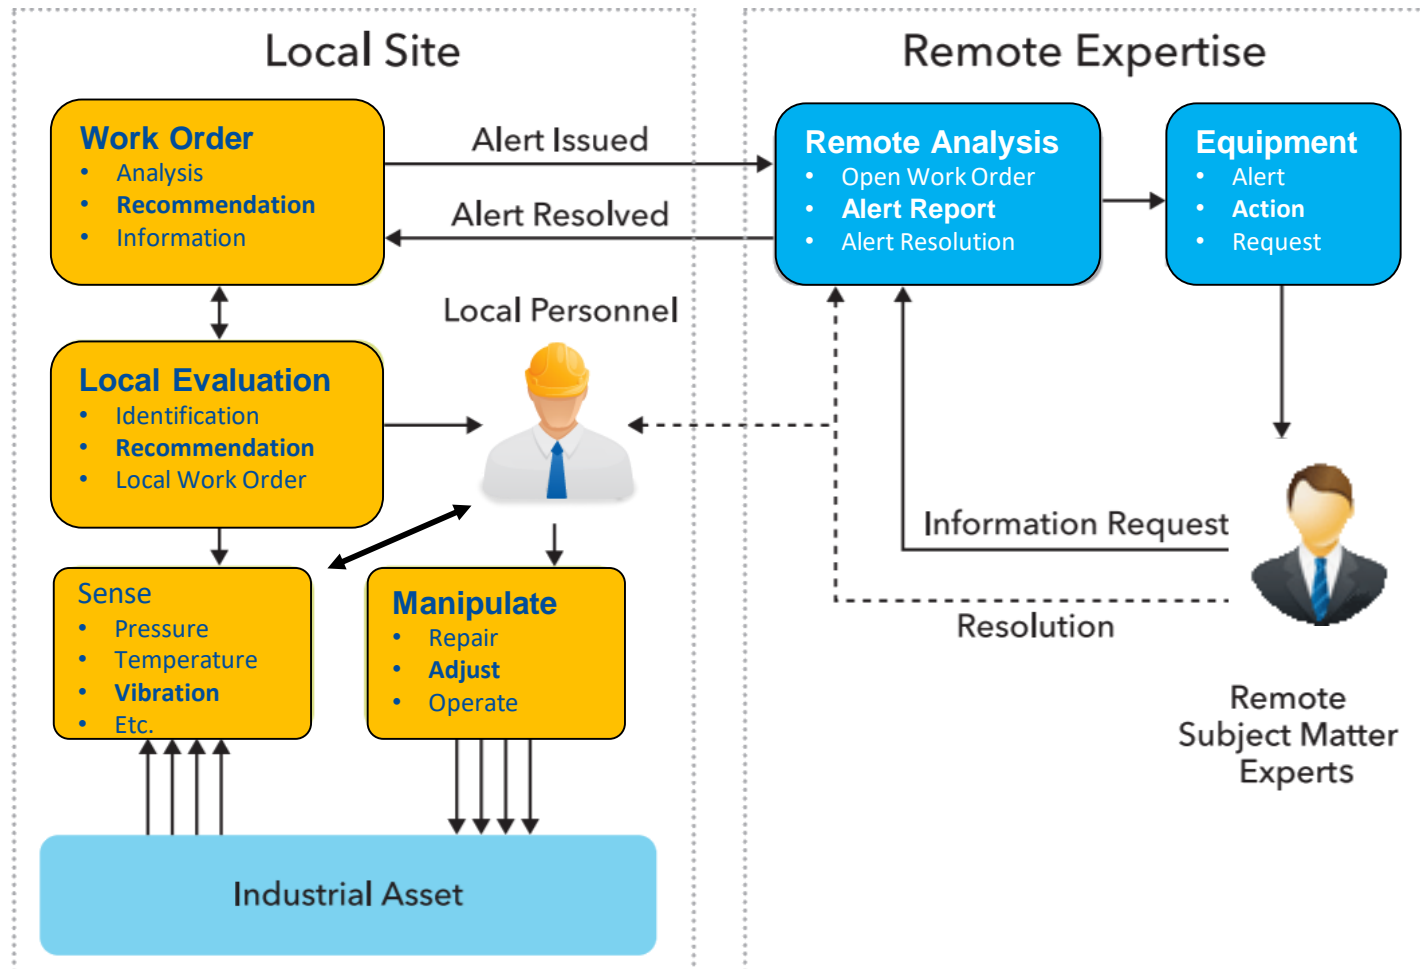 Local Site
Remote Expertise
Work Order
• Analysis
• Recommendation
• Information
Alert Issued
Alert Resolved
Remote Analysis
• Open Work Order
• Alert Report
• Alert Resolution
Equipment
• Alert
• Action
• Request
Local Personnel
Local Evaluation
• Identification
• Recommendation
• Local Work Order
Information Request
Resolution
Sense
• Pressure
• Temperature
• Vibration
• Etc.
Manipulate
• Repair
• Adjust
• Operate
Remote
Subject Matter
Experts
Industrial Asset